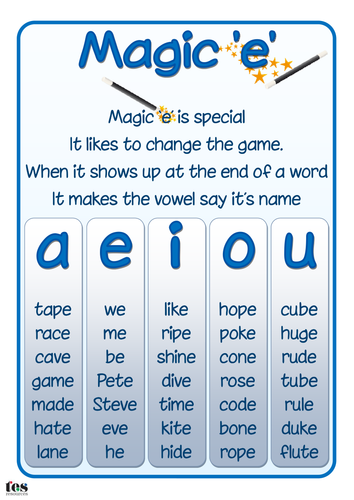 Magic 'e'
Magic 'e' is special
It likes to change the game.
When it shows up at the end of a word
It makes the vowel say it's name
a e i o u
tape we like hope cube
race me ripe poke huge
cave be shine cone rude
game Pete dive rose tube
made Steve time code rule
hate eve kite bone duke
lane he hide rope flute
tes
resources